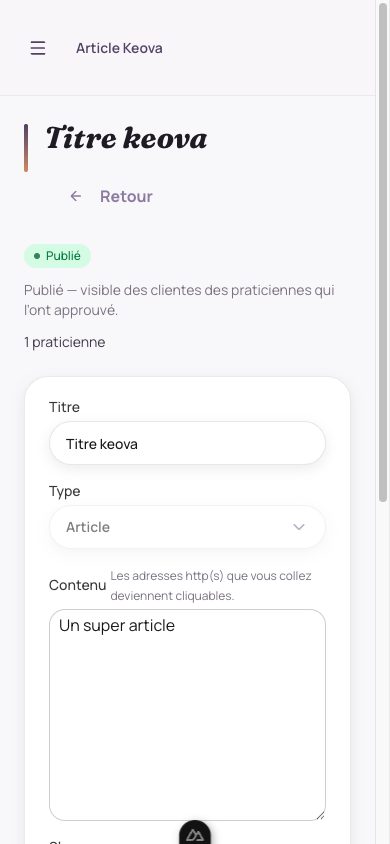 Article Keova
Titre keova
Retour
Publié
Publié — visible des clientes des praticiennes qui
l'ont approuvé.
1 praticienne
Titre
Titre keova
Type
Article
Contenu
Les adresses http(s) que vous collez
deviennent cliquables.
Un super article